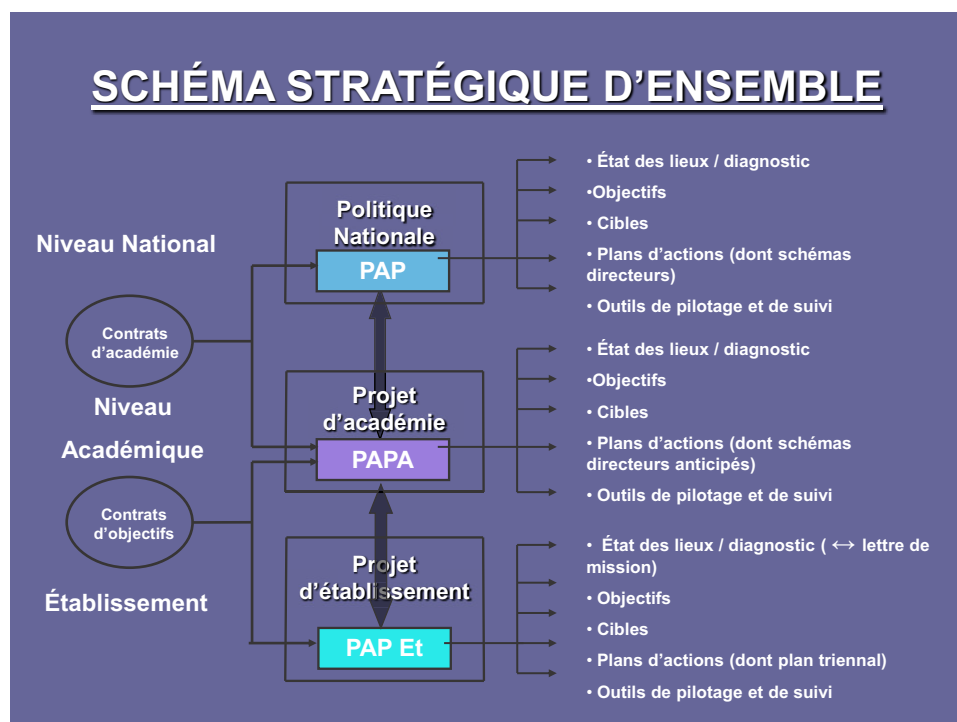 SCHÉMA STRATÉGIQUE D'ENSEMBLE
Niveau National
Contrats
d'académie
Niveau
Académique
Contrats
d'objectifs
Établissement
Politique
Nationale
PAP
Projet
d'académie
PAPA
Projet
d'établissement
PAP Et
• État des lieux / diagnostic
•Objectifs
• Cibles
• Plans d'actions (dont schémas
directeurs)
• Outils de pilotage et de suivi
• État des lieux / diagnostic
•Objectifs
• Cibles
• Plans d'actions (dont schémas
directeurs anticipés)
• Outils de pilotage et de suivi
• État des lieux / diagnostic ( ↔ lettre de
mission)
• Objectifs
• Cibles
• Plans d'actions (dont plan triennal)
• Outils de pilotage et de suivi